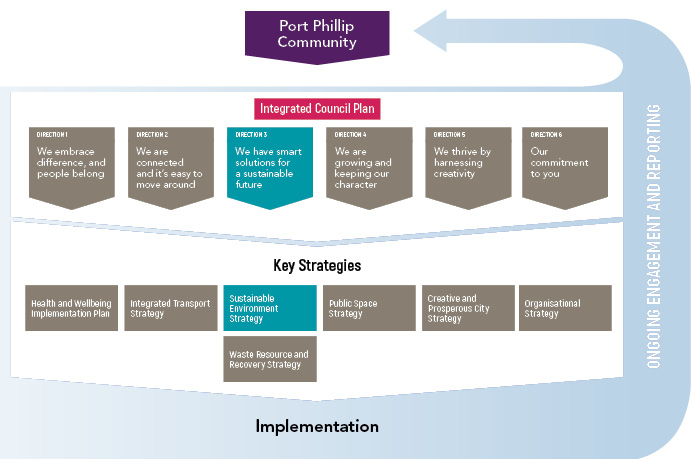 Port Phillip
Community
Integrated Council Plan
DIRECTION 1
We embrace
difference, and
people belong
DIRECTION 2
We are
connected
and it's easy to
move around
DIRECTION 3
We have smart
solutions for
a sustainable
future
DIRECTION 4
We are
growing and
keeping our
character
DIRECTION 5
We thrive by
harnessing
creativity
DIRECTION 6
Our
commitment
to you
Key Strategies
Health and Wellbeing
Implementation Plan
Integrated Transport
Strategy
Sustainable
Environment
Strategy
Public Space
Strategy
Creative and
Prosperous City
Strategy
Organisational
Strategy
Waste Resource and
Recovery Strategy
Implementation
ONGOING ENGAGEMENT AND REPORTING